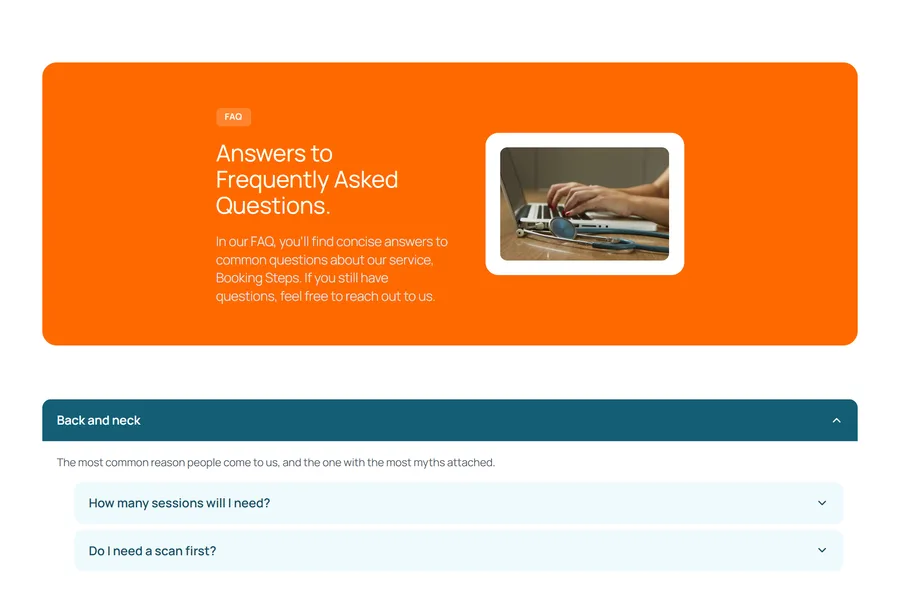 FAQ
Answers to
Frequently Asked
Questions.
In our FAQ, you'll find concise answers to
common questions about our service,
Booking Steps. If you still have
questions, feel free to reach out to us.
Back and neck
The most common reason people come to us, and the one with the most myths attached.
How many sessions will I need?
Do I need a scan first?